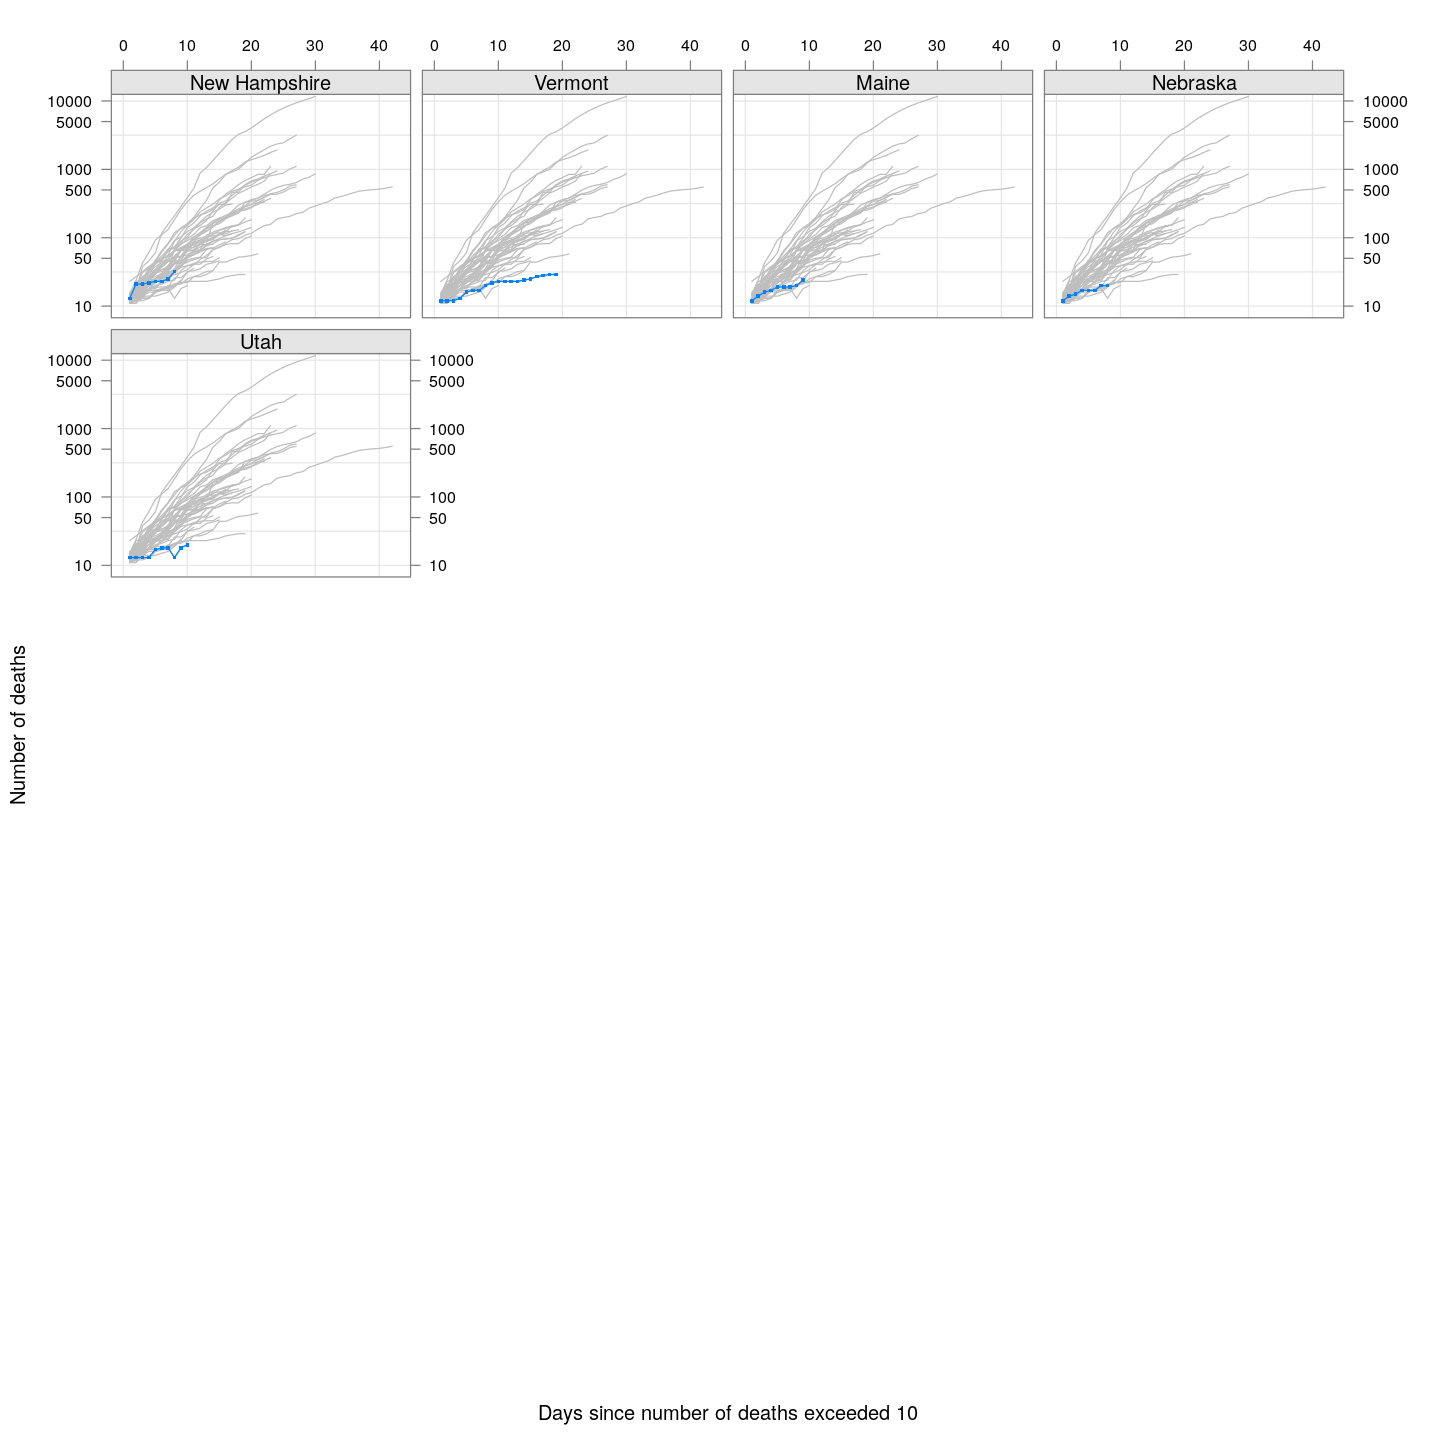 0 10 20 30 40 0 10 20 30 40 0 10 20 30 40 0 10 20 30 40
New Hampshire Vermont Maine Nebraska
10000 10000
5000 5000
1000 1000
500 500
100 100
50 50
10 10
Utah
10000 10000
5000 5000
1000 1000
500 500
100 100
50 50
10 10
Number of deaths
Days since number of deaths exceeded 10